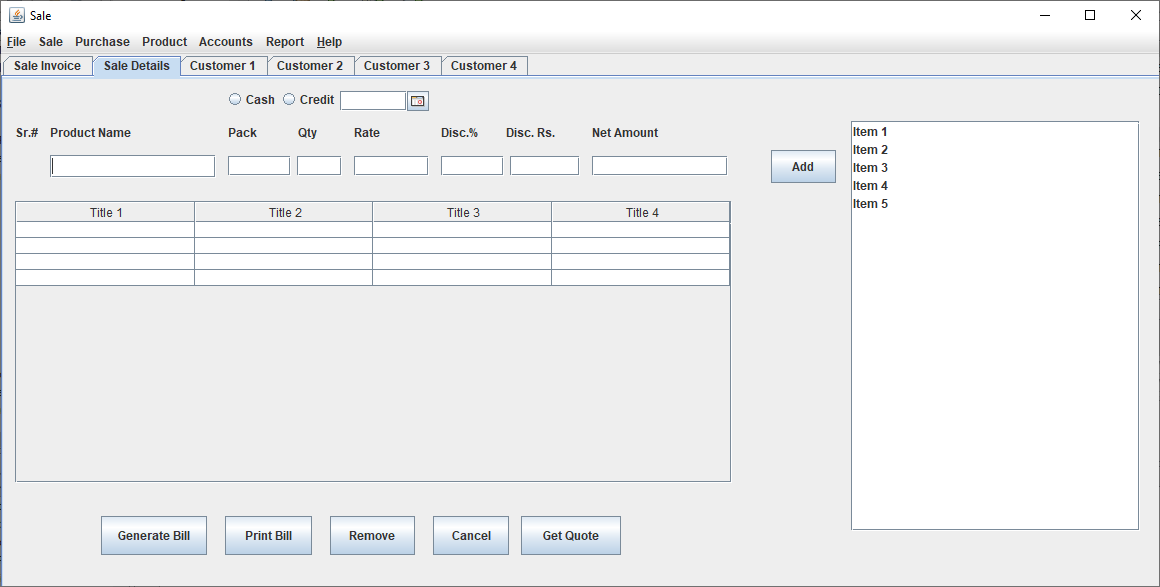 Sale
File Sale Purchase Product Accounts Report Help
Sale Invoice Sale Details Customer 1 Customer 2 Customer 3 Customer 4
Cash Credit
Sr.# Product Name Pack Qty Rate Disc.% Disc. Rs. Net Amount
Add
Title 1 Title 2 Title 3 Title 4
Item 1
Item 2
Item 3
Item 4
Item 5
Generate Bill Print Bill Remove Cancel Get Quote